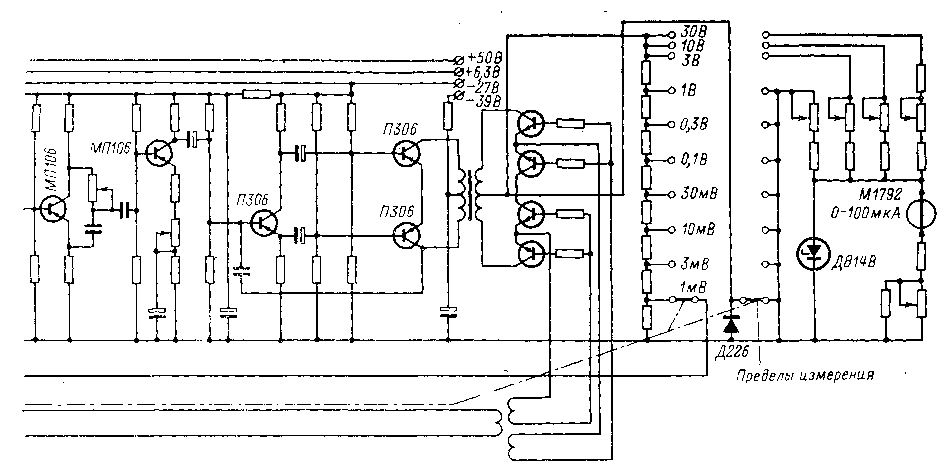 +50В
+6,3В
-27В
-39В
30В
10В
3В
1В
0,3В
0,1В
30мВ
10мВ
3мВ
1мВ
МП106
МП106
П306
П306
П306
М1792
0-100мкА
Д814В
Д226
Пределы измерения